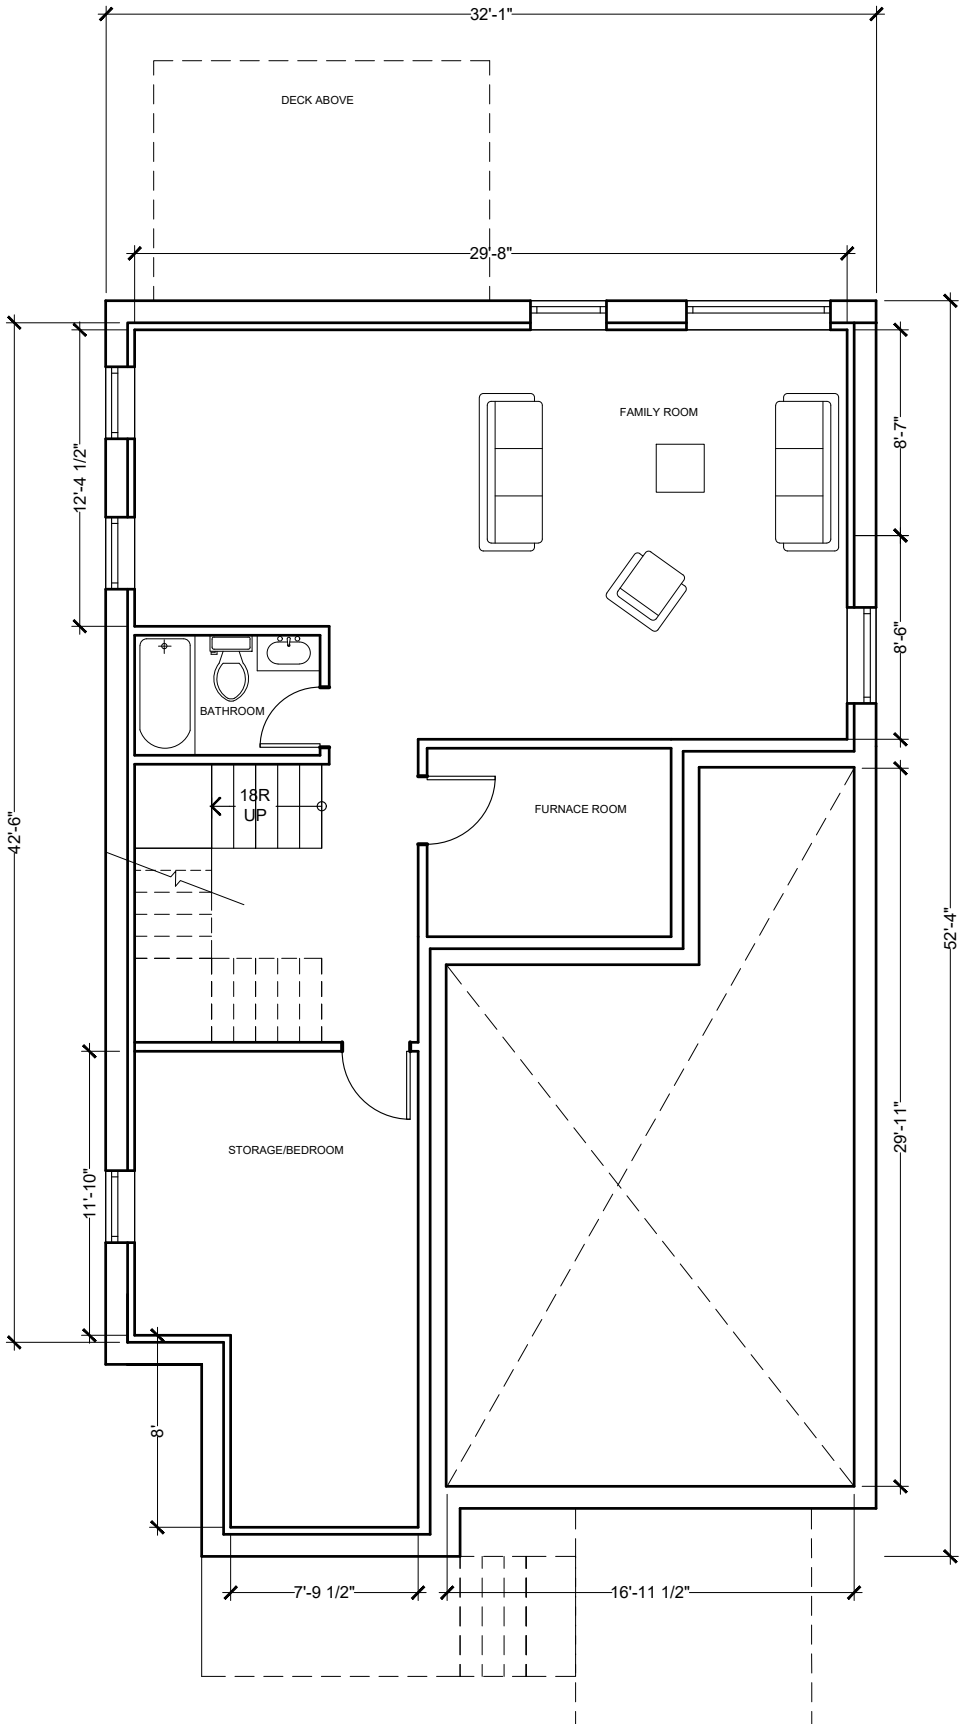 32'-1"
DECK ABOVE
29'-8"
FAMILY ROOM
8'-7"
12'-4 1/2"
8'-6"
BATHROOM
18R
UP
FURNACE ROOM
42'-6"
52'-4"
29'-11"
STORAGE/BEDROOM
11'-10"
8'
7'-9 1/2"
16'-11 1/2"